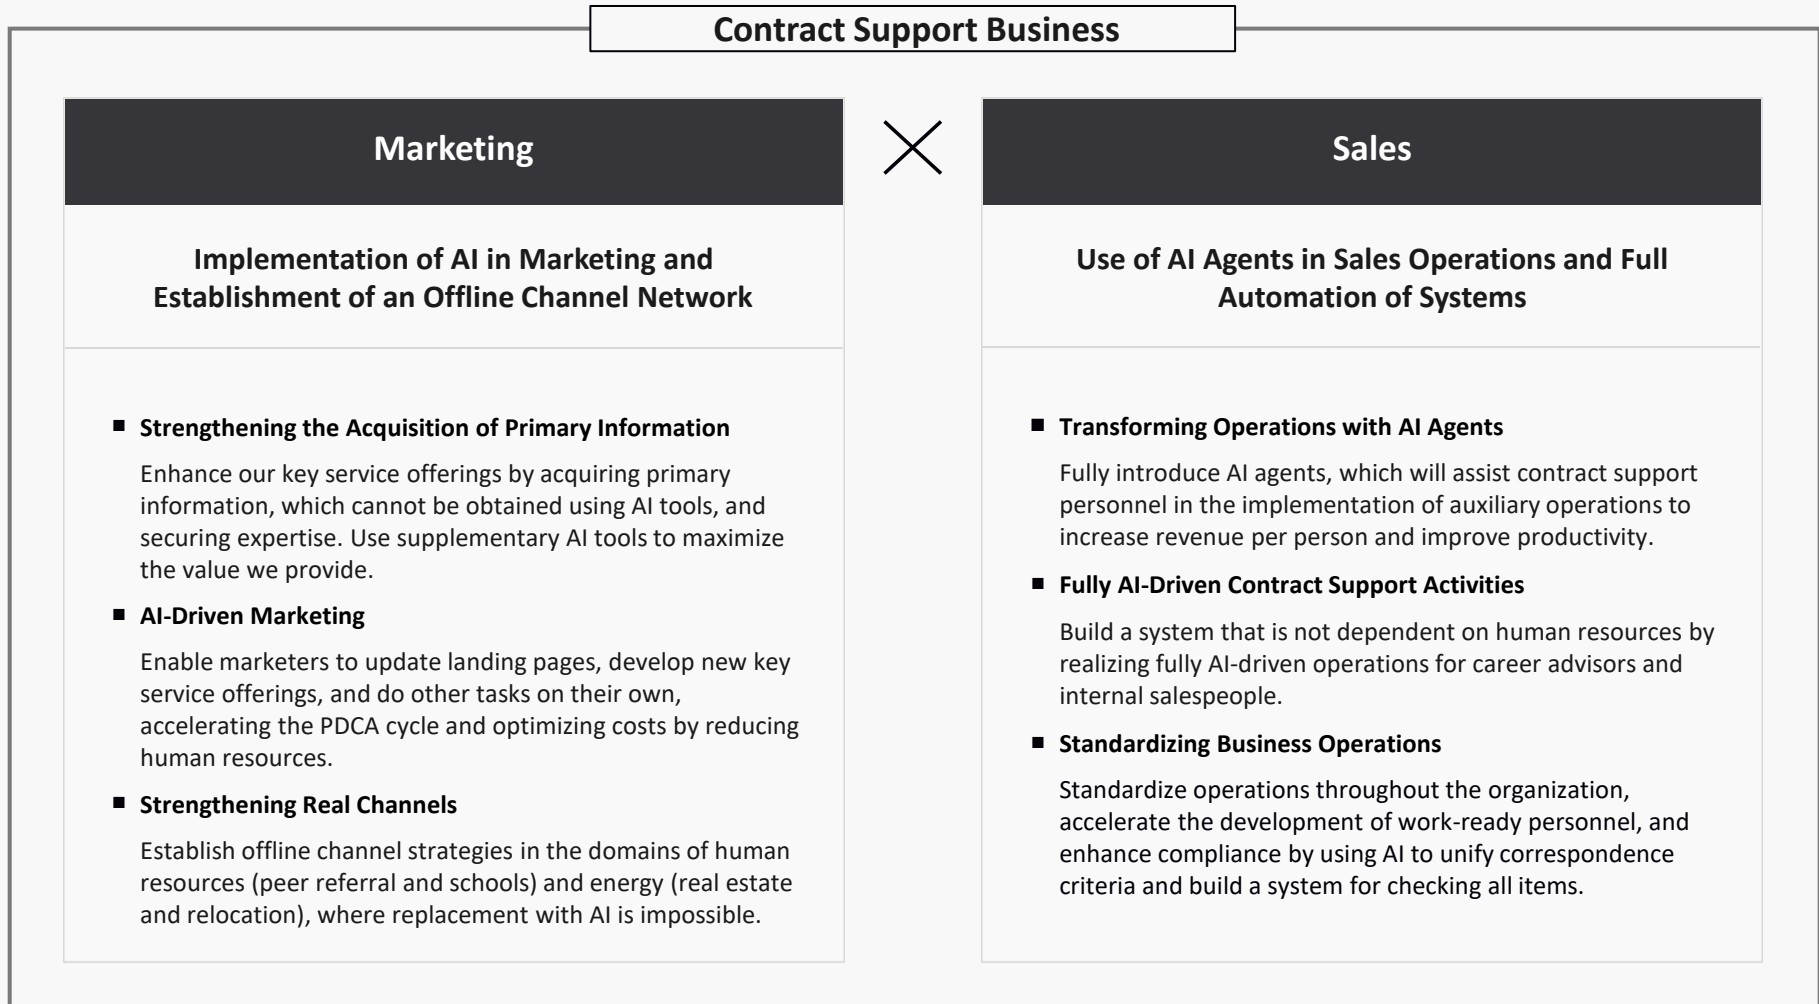 Contract Support Business
Marketing
Implementation of AI in Marketing and
Establishment of an Offline Channel Network
■ Strengthening the Acquisition of Primary Information
Enhance our key service offerings by acquiring primary
information, which cannot be obtained using AI tools, and
securing expertise. Use supplementary AI tools to maximize
the value we provide.
■ AI-Driven Marketing
Enable marketers to update landing pages, develop new key
service offerings, and do other tasks on their own,
accelerating the PDCA cycle and optimizing costs by reducing
human resources.
■ Strengthening Real Channels
Establish offline channel strategies in the domains of human
resources (peer referral and schools) and energy (real estate
and relocation), where replacement with AI is impossible.
Sales
Use of AI Agents in Sales Operations and Full
Automation of Systems
■ Transforming Operations with AI Agents
Fully introduce AI agents, which will assist contract support
personnel in the implementation of auxiliary operations to
increase revenue per person and improve productivity.
■ Fully AI-Driven Contract Support Activities
Build a system that is not dependent on human resources by
realizing fully AI-driven operations for career advisors and
internal salespeople.
■ Standardizing Business Operations
Standardize operations throughout the organization,
accelerate the development of work-ready personnel, and
enhance compliance by using AI to unify correspondence
criteria and build a system for checking all items.